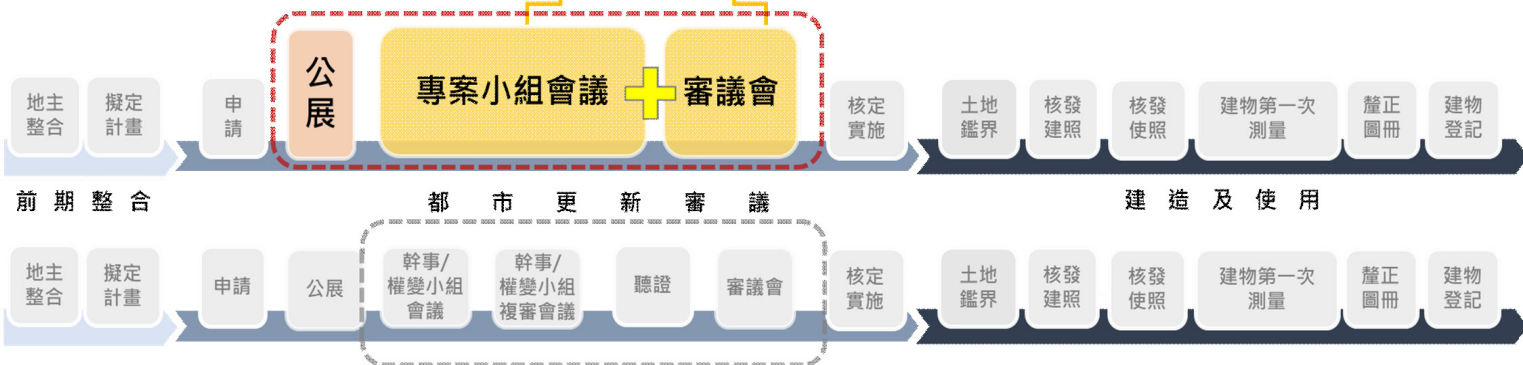 地主
整合
擬定
計畫
申
請
公
展
專案小組會議
審議會
核定
實施
土地
鑑界
核發
建照
核發
使照
建物第一次
測量
釐正
圖冊
建物
登記
前期整合
都市更新審議
建造及使用
地主
整合
擬定
計畫
申請
公展
幹事/
權變小組
會議
幹事/
權變小組
複審會議
聽證
審議會
核定
實施
土地
鑑界
核發
建照
核發
使照
建物第一次
測量
釐正
圖冊
建物
登記